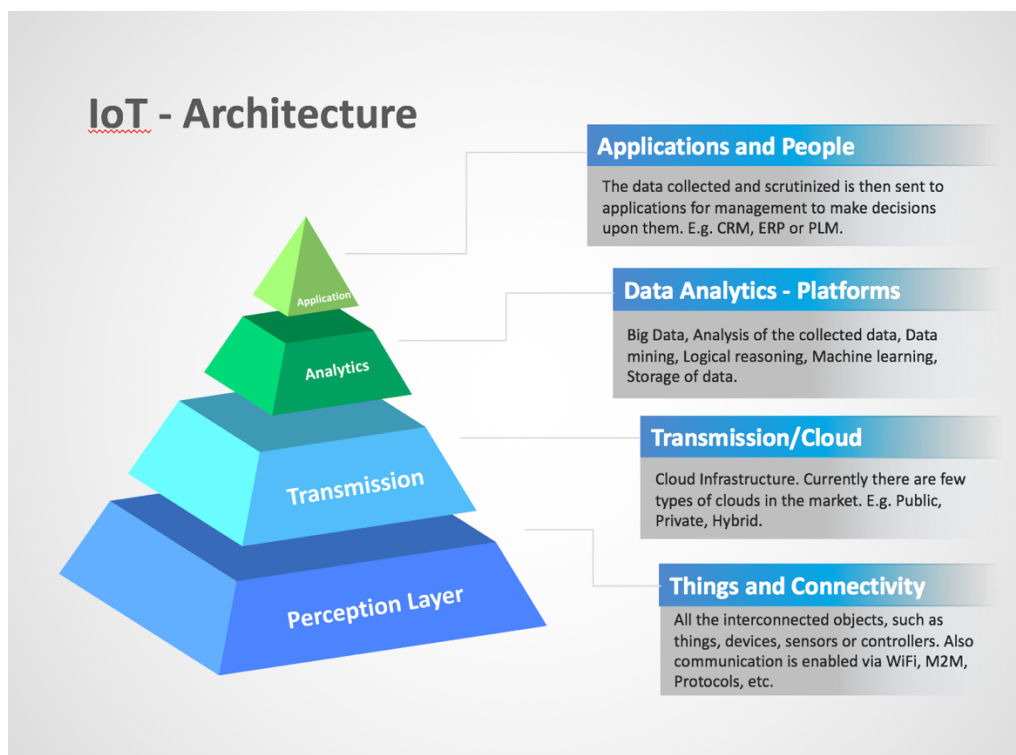 IoT - Architecture
Applications and People
The data collected and scrutinized is then sent to
applications for management to make decisions
upon them. E.g. CRM, ERP or PLM.
Application
Data Analytics - Platforms
Big Data, Analysis of the collected data, Data
mining, Logical reasoning, Machine learning,
Storage of data.
Analytics
Transmission/Cloud
Cloud Infrastructure. Currently there are few
types of clouds in the market. E.g. Public,
Private, Hybrid.
Transmission
Things and Connectivity
All the interconnected objects, such as
things, devices, sensors or controllers. Also
communication is enabled via WiFi, M2M,
Protocols, etc.
Perception Layer